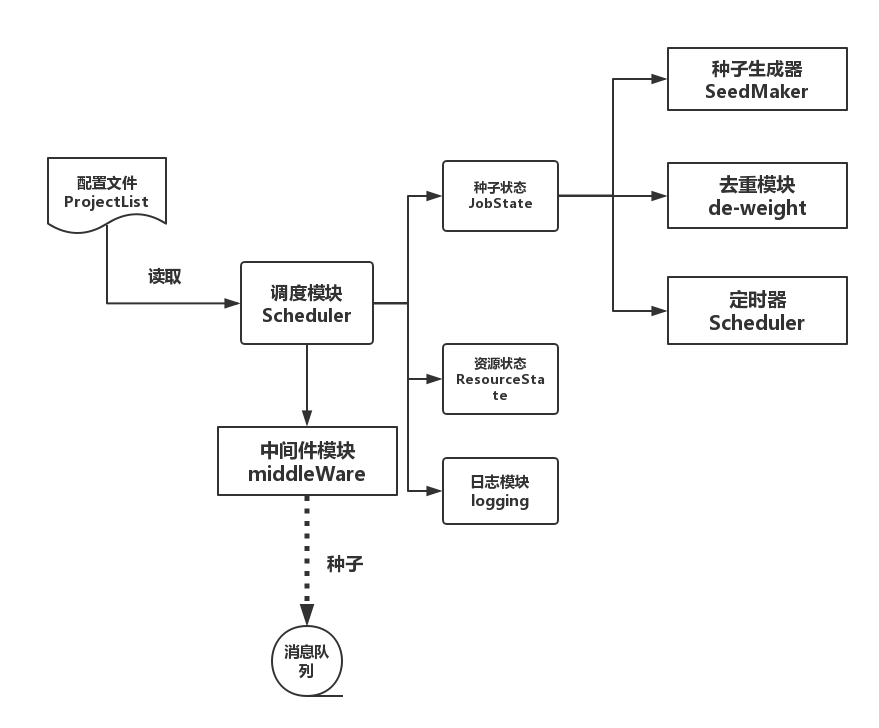 种子生成器
SeedMaker
配置文件
ProjectList
种子状态
JobState
去重模块
de-weight
读取
调度模块
Scheduler
定时器
Scheduler
资源状态
ResourceSta
te
中间件模块
middleWare
日志模块
logging
种子
消息队
列